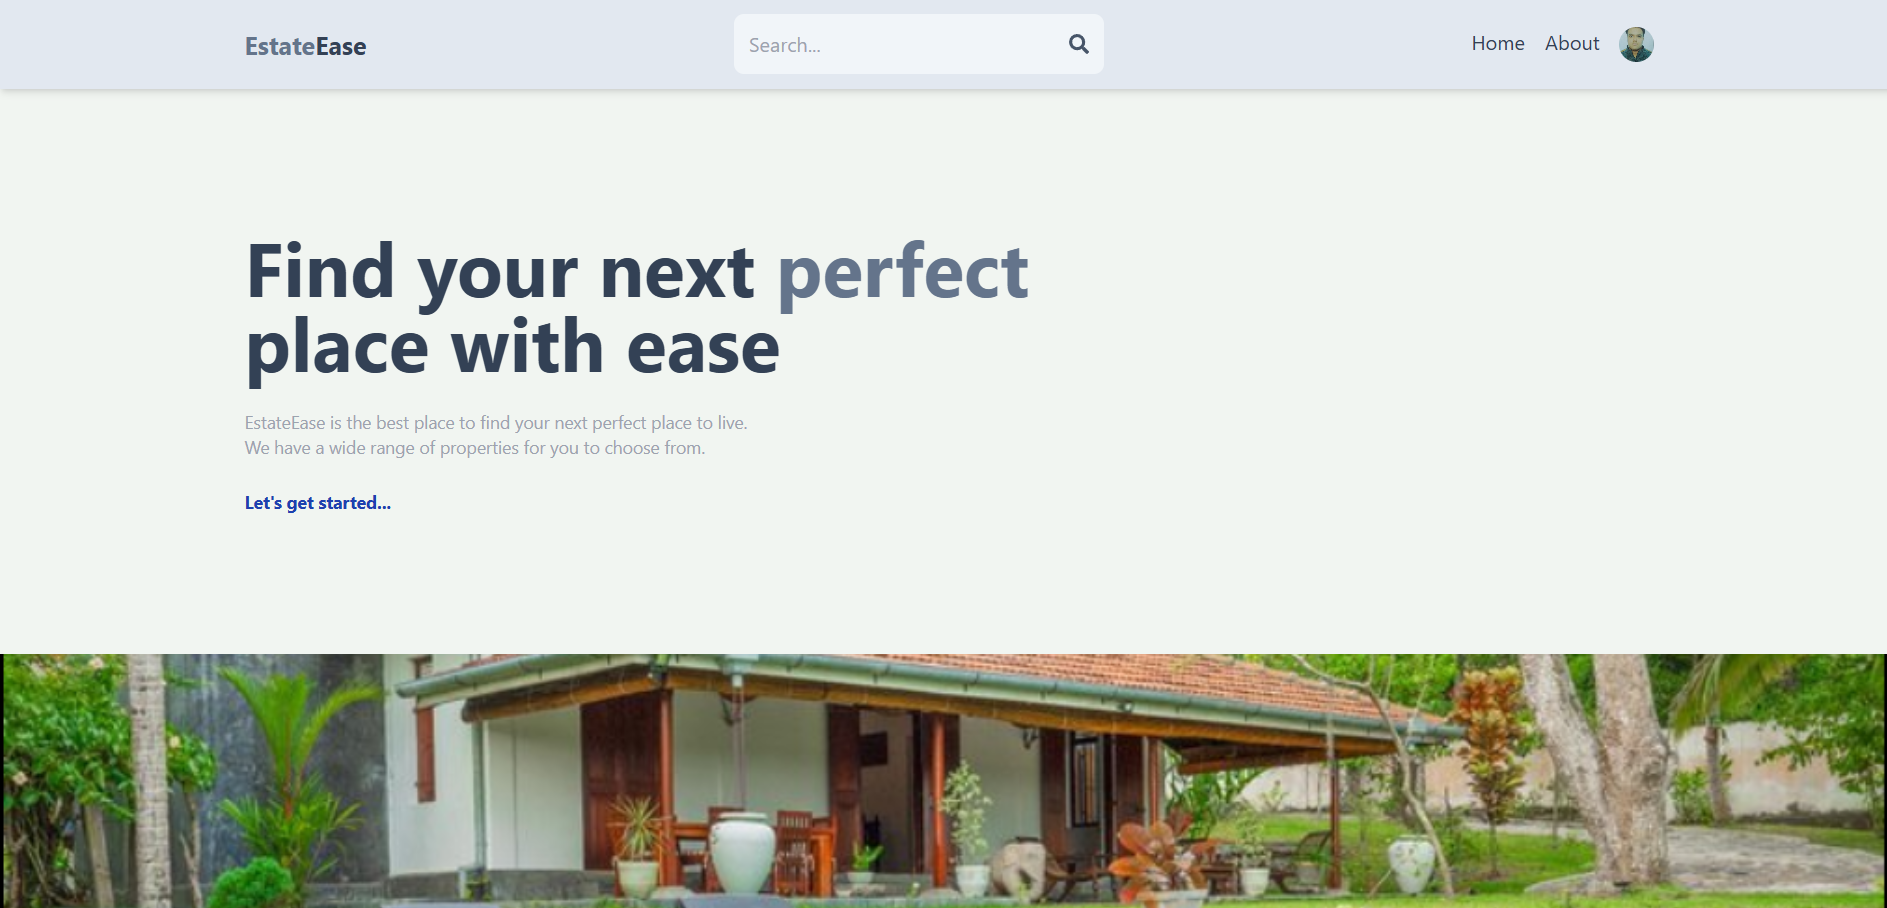 EstateEase
Search...
Home
About
Find your next perfect
place with ease
EstateEase is the best place to find your next perfect place to live.
We have a wide range of properties for you to choose from.
Let's get started...